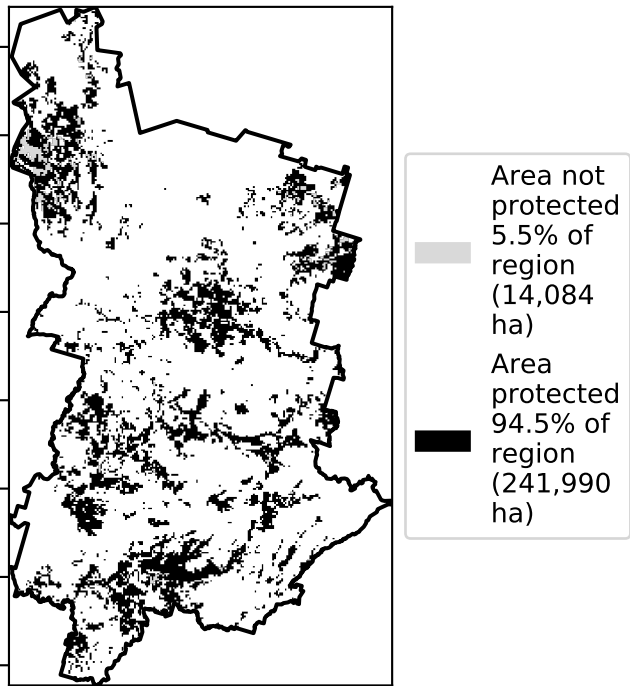 Area not
protected
5.5% of
region
(14,084
ha)
Area
protected
94.5% of
region
(241,990
ha)